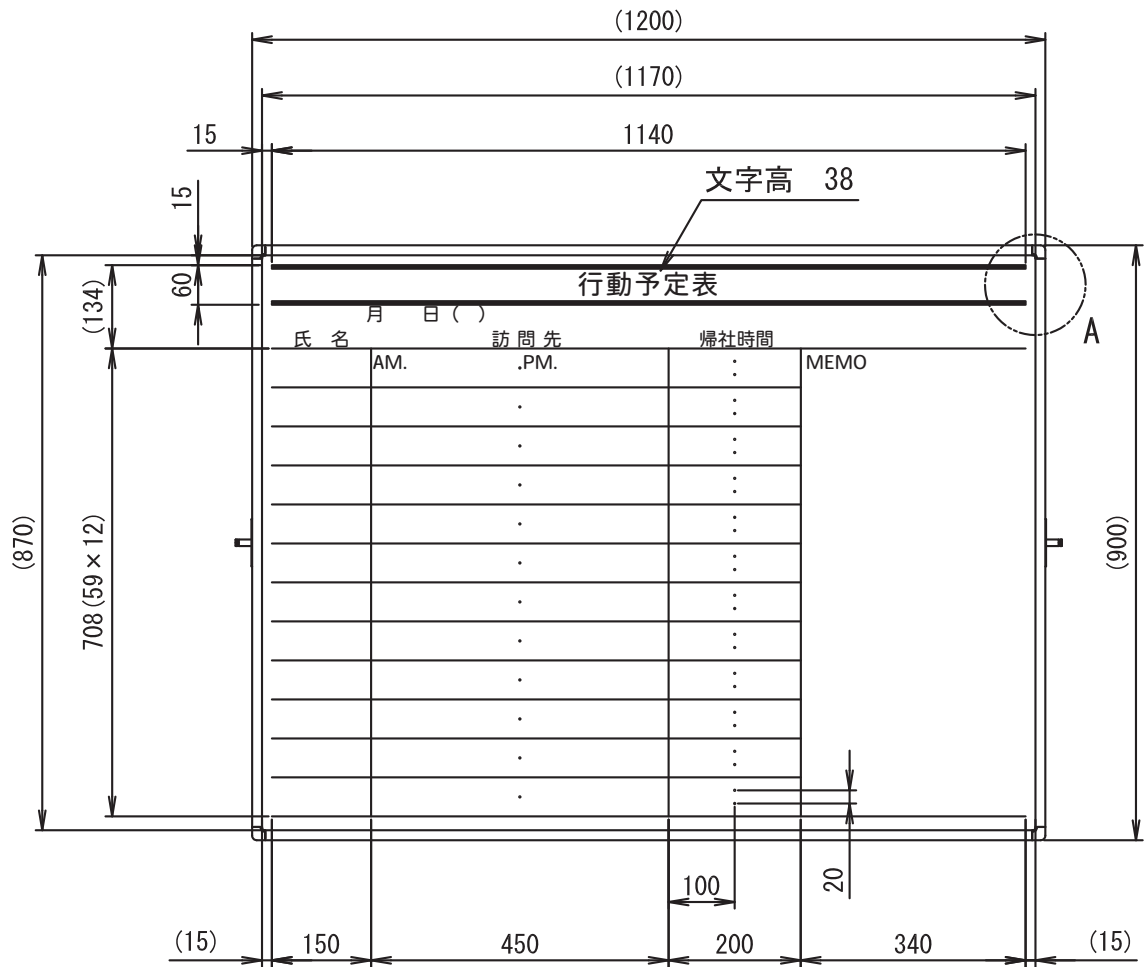 (1200)
(1170)
15 1140
文字高 38
15
60
(134)
行動予定表
月 日 ( )
A
氏 名 訪 問 先 帰社時間
AM. .PM. : MEMO
(870)
708(59×12)
(900)
100
20
(15) 150 450 200 340 (15)